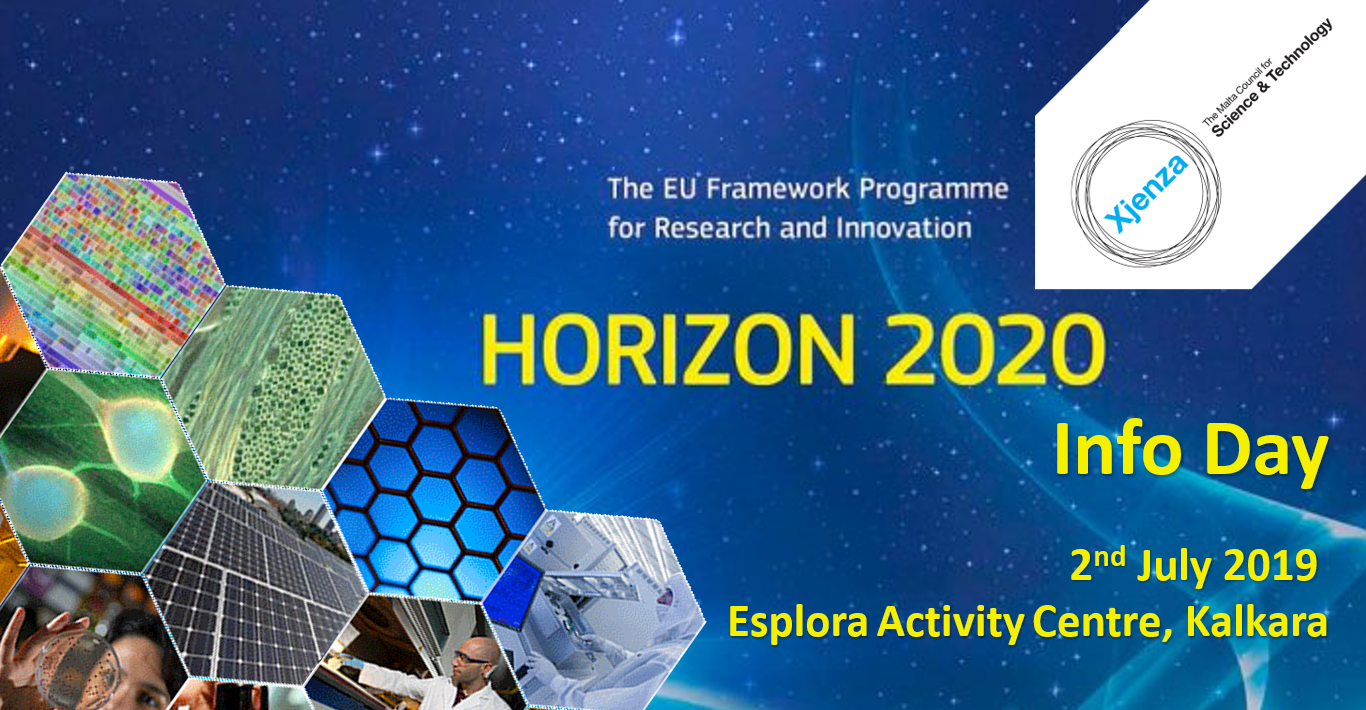 The Malta Council for
Science & Technology
Xjenza
The EU Framework Programme
for Research and Innovation
HORIZON 2020
Info Day
2nd July 2019
Esplora Activity Centre, Kalkara